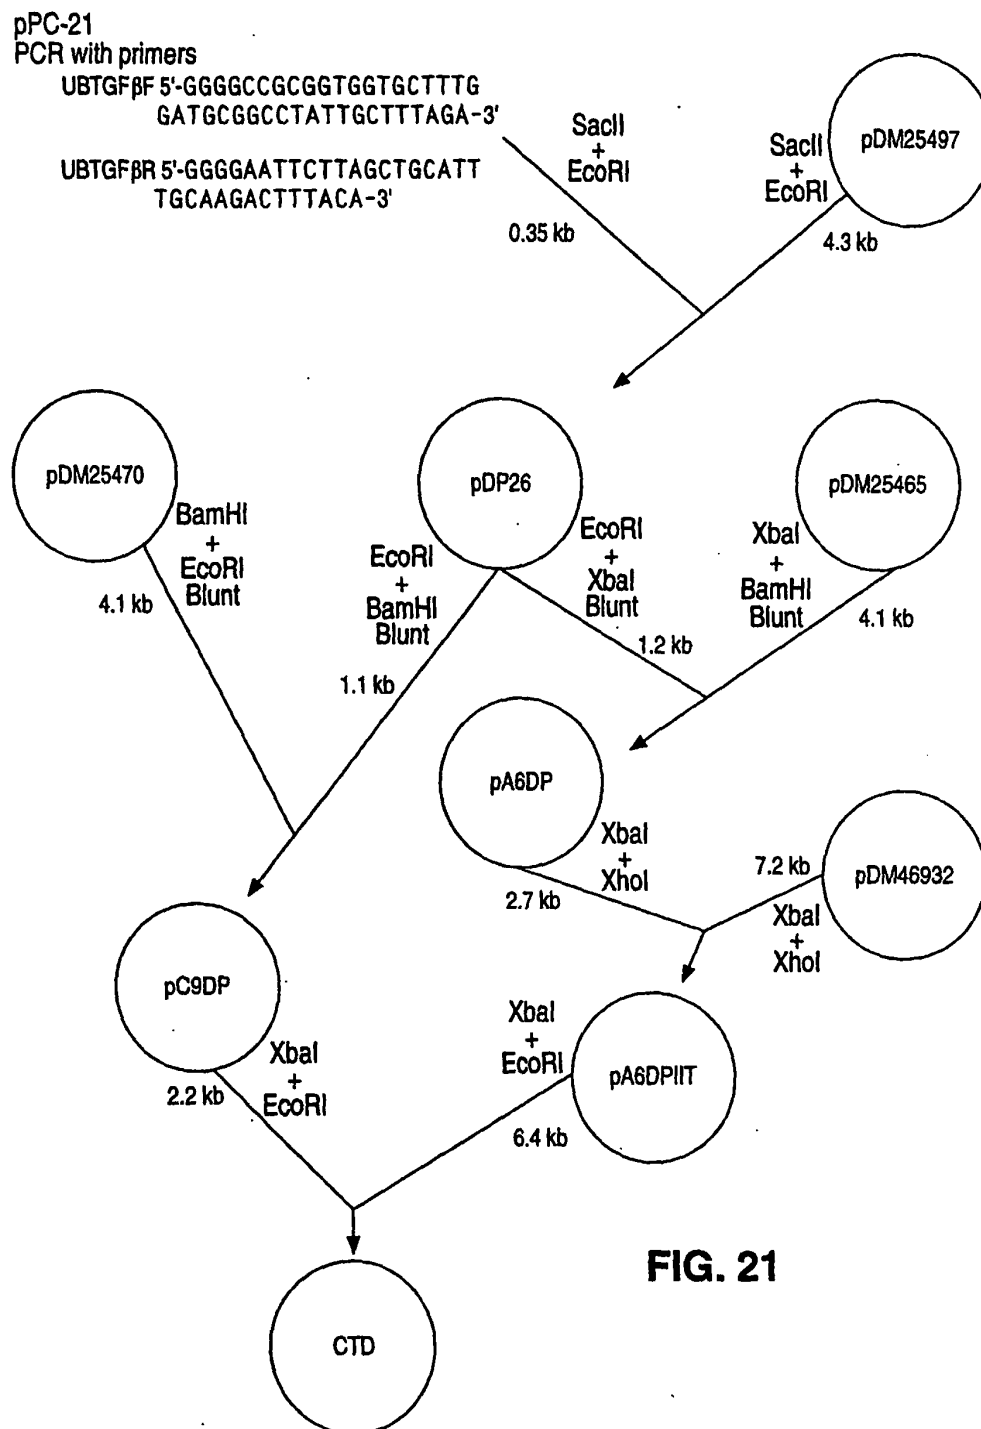 pPC-21
PCR with primers
UBTGFβF 5'-GGGGCCGCGGTGGTGCTTTG
GATGCGGCCTATTGCTTTAGA-3'
UBTGFβR 5'-GGGGAATTCTTAGCTGCATT
TGCAAGACTTTACA-3'
SacII
+
EcoRI
0.35 kb
SacII
+
EcoRI
pDM25497
4.3 kb
pDM25470
BamHI
+
EcoRI
Blunt
4.1 kb
pDP26
EcoRI
+
BamHI
Blunt
1.1 kb
EcoRI
+
XbaI
Blunt
1.2 kb
pDM25465
XbaI
+
BamHI
Blunt
4.1 kb
pA6DP
XbaI
+
XhoI
2.7 kb
7.2 kb
pDM46932
XbaI
+
XhoI
pC9DP
XbaI
+
EcoRI
2.2 kb
XbaI
+
EcoRI
pA6DPIIT
6.4 kb
CTD
FIG. 21